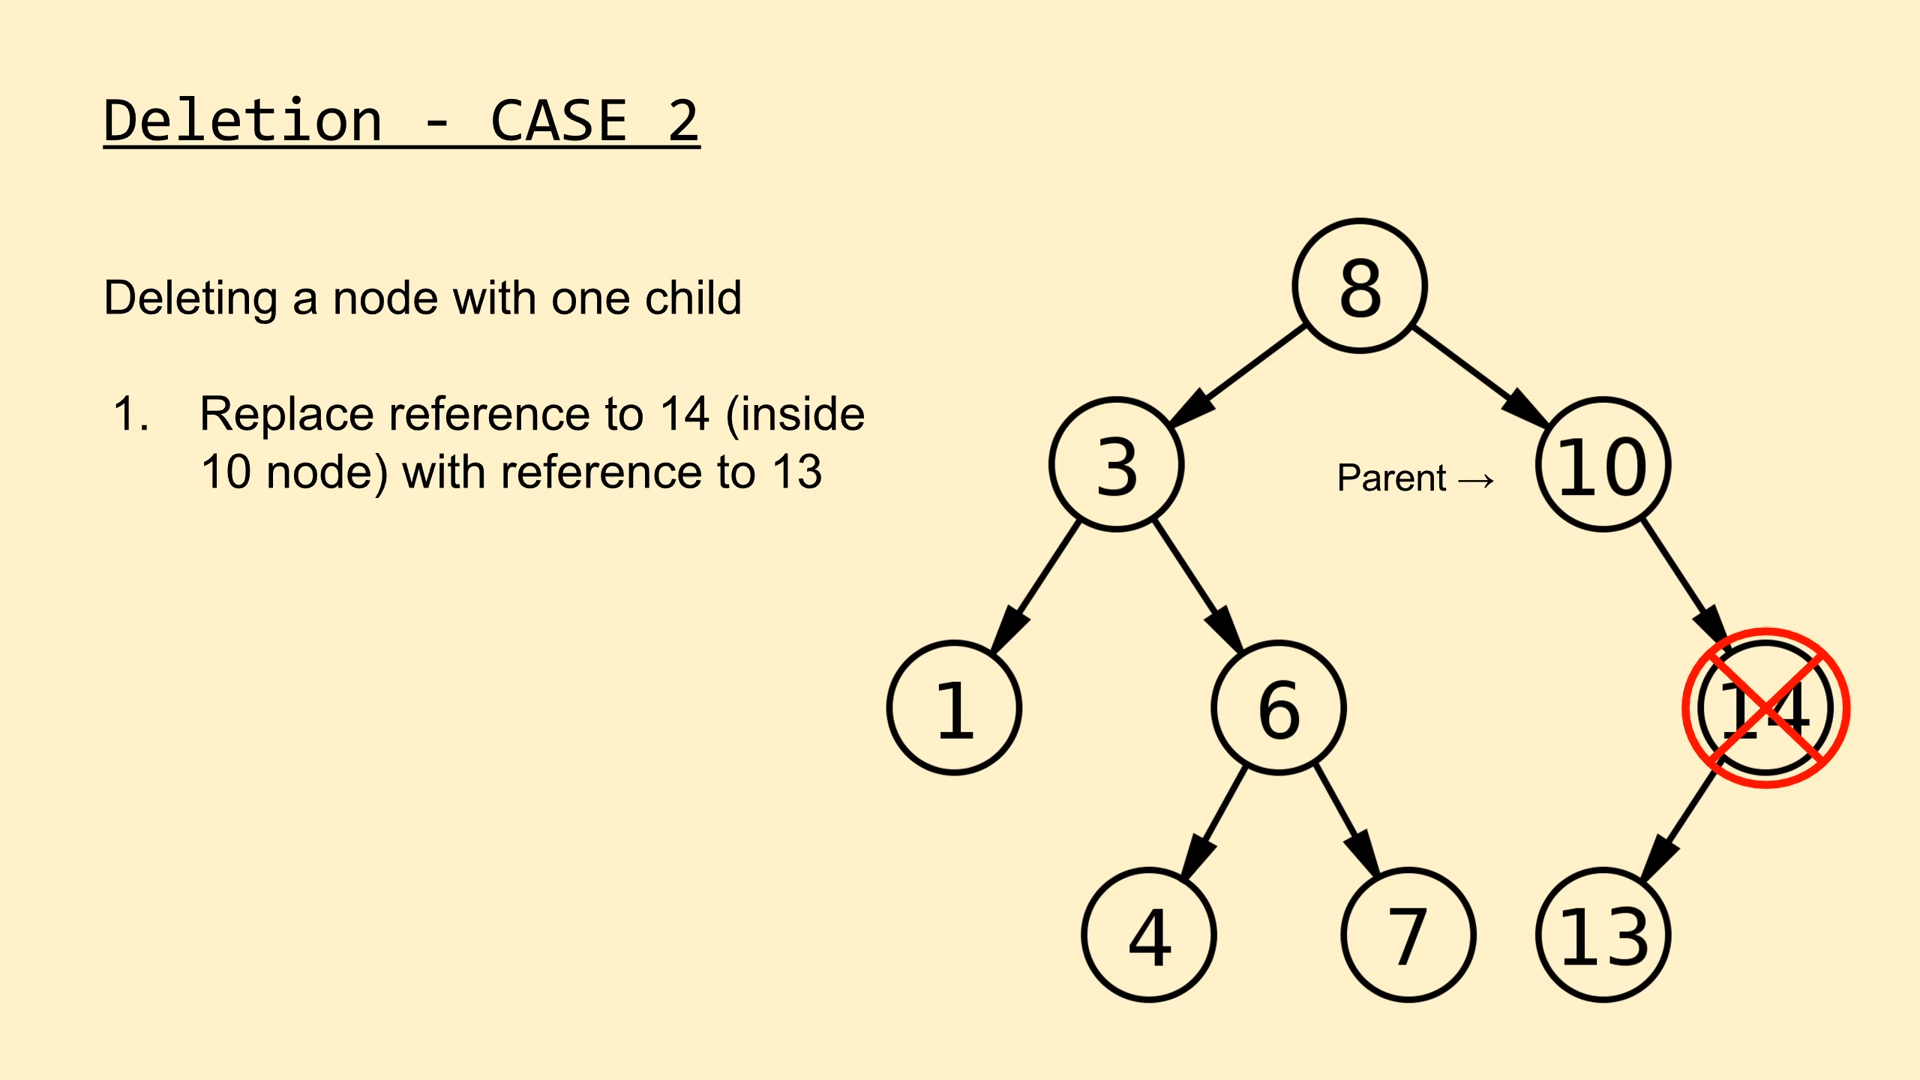 Deletion - CASE 2
Deleting a node with one child
1. Replace reference to 14 (inside
10 node) with reference to 13
8
3
Parent →
10
1
6
14
4
7
13